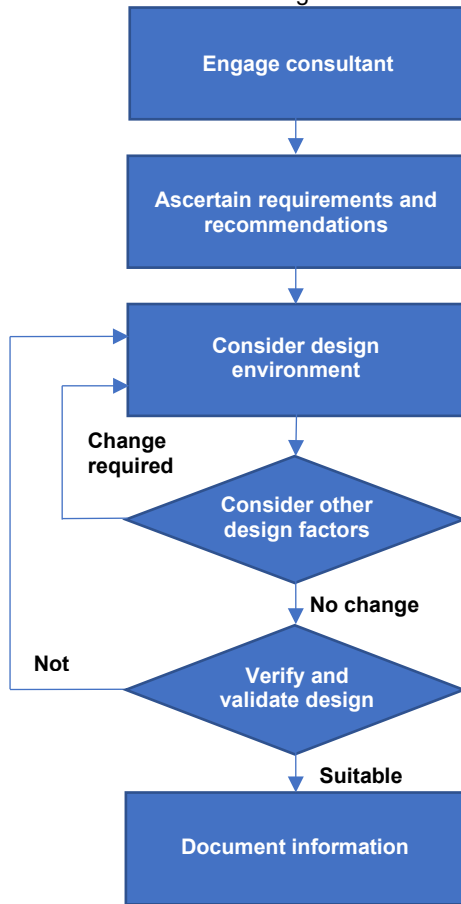 Engage consultant
Ascertain requirements and
recommendations
Consider design
environment
Change
required
Consider other
design factors
No change
Not
Verify and
validate design
Suitable
Document information